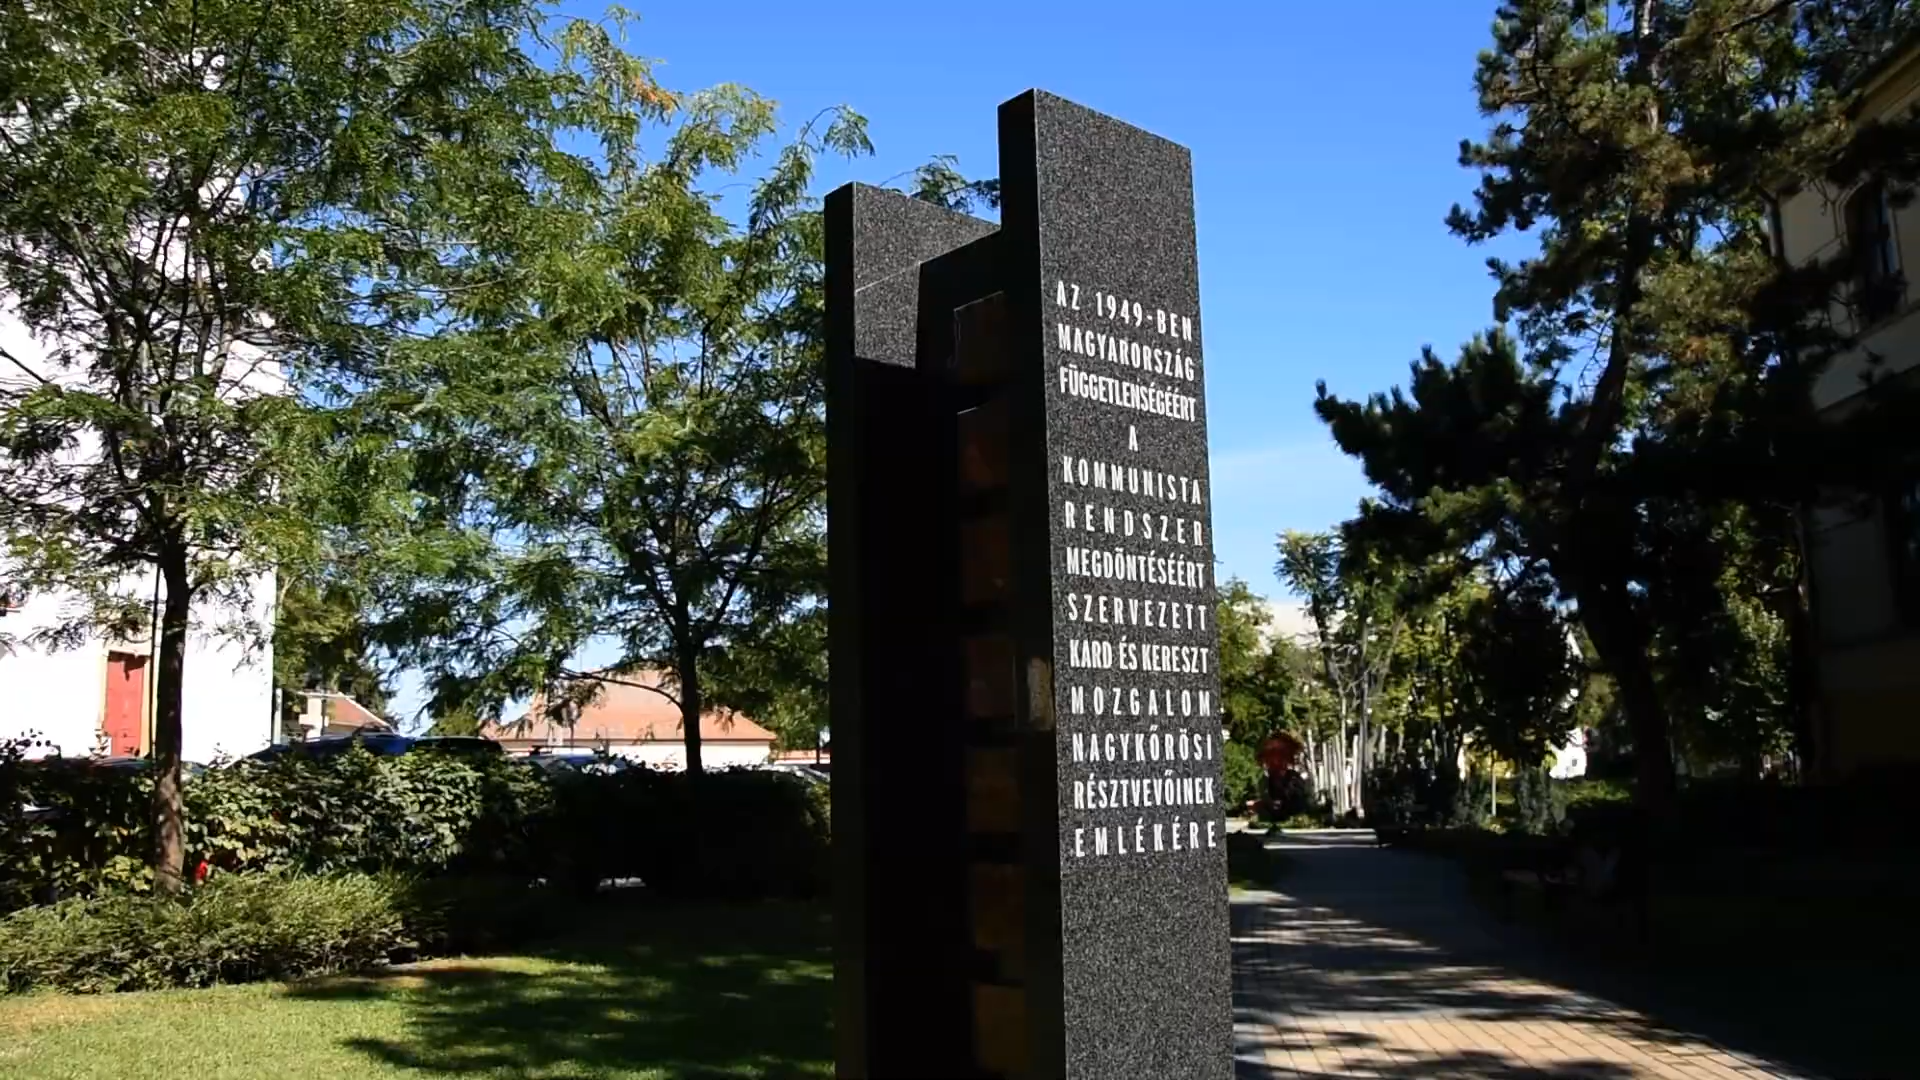 AZ 1949-BEN
MAGYARORSZÁG
FÜGGETLENSÉGÉÉRT
A
KOMMUNISTA
RENDSZER
MEGDÖNTÉSÉÉRT
SZERVEZETT
KARD ÉS KERESZT
MOZGALOM
NAGYKŐRÖSI
RÉSZTVEVŐINEK
EMLÉKÉRE